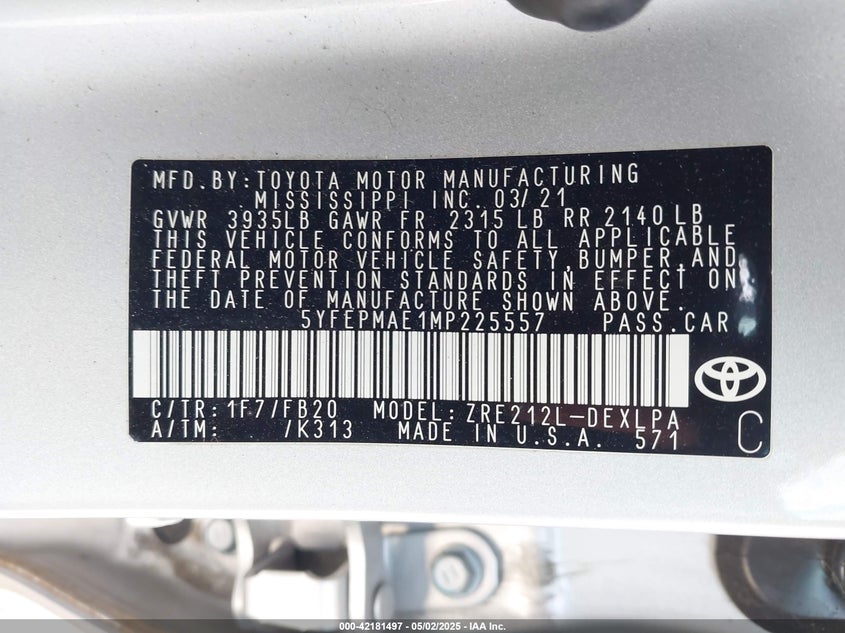 MFD.BY:TOYOTA MOTOR MANUFACTURING
MISSISSIPPI INC. 03/21
GVWR 3935LB GAWR FR 2315 LB RR 2140 LB
THIS VEHICLE CONFORMS TO ALL APPLICABLE
FEDERAL MOTOR VEHICLE SAFETY,BUMPER,AND
THEFT PREVENTION STANDARDS IN EFFECT ON
THE DATE OF MANUFACTURE SHOWN ABOVE.
5YFEPMAE1MP225557 PASS.CAR
C/TR:1F7/FB20 MODEL:ZRE212L-DEXLPA
A/TM: /K313 MADE IN U.S.A. 571
C
000-42181497 - 05/02/2025 - IAA Inc.